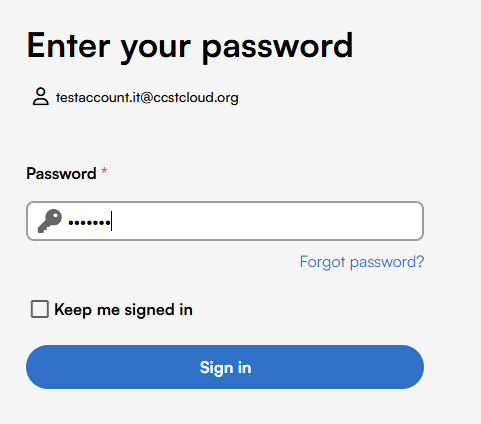 Enter your password
testaccount.it@ccstcloud.org
Password *
•••••••
Forgot password?
Keep me signed in
Sign in